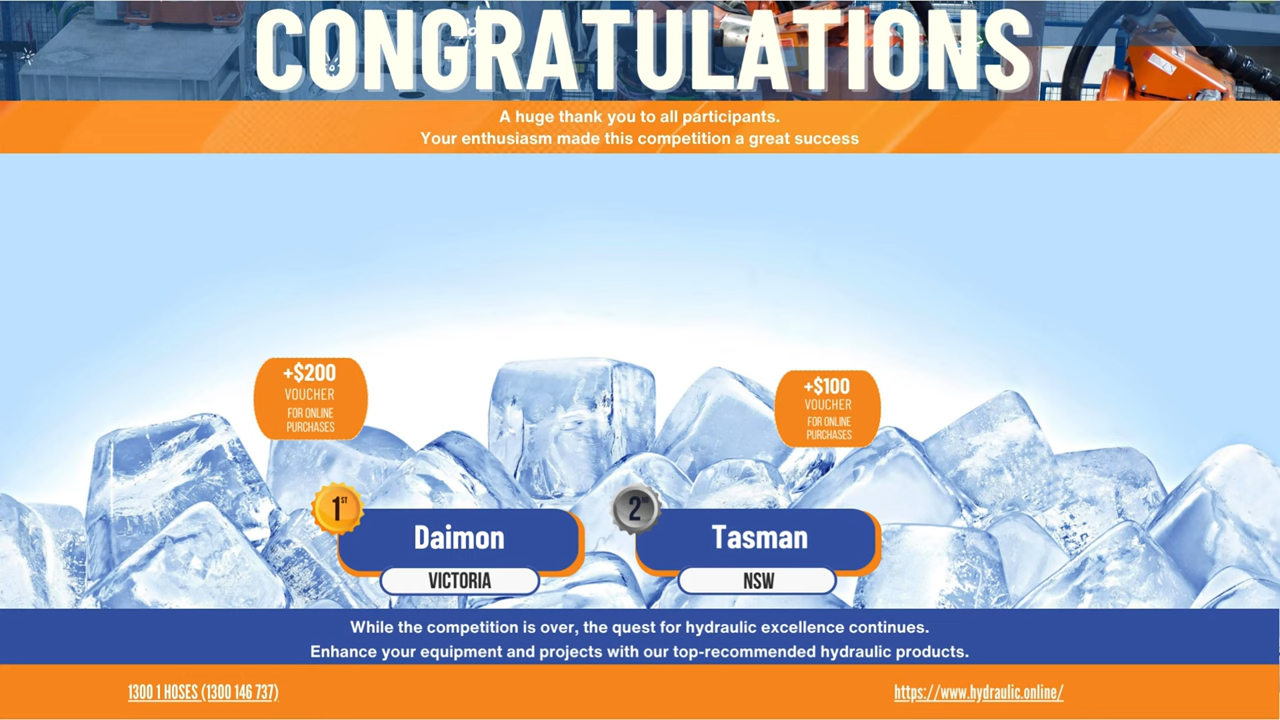 CONGRATULATIONS
A huge thank you to all participants.
Your enthusiasm made this competition a great success
+$200
VOUCHER
FOR ONLINE
PURCHASES
+$100
VOUCHER
FOR ONLINE
PURCHASES
1ST
Daimon
VICTORIA
2ND
Tasman
NSW
While the competition is over, the quest for hydraulic excellence continues.
Enhance your equipment and projects with our top-recommended hydraulic products.
1300 1 HOSES (1300 146 737)
https://www.hydraulic.online/